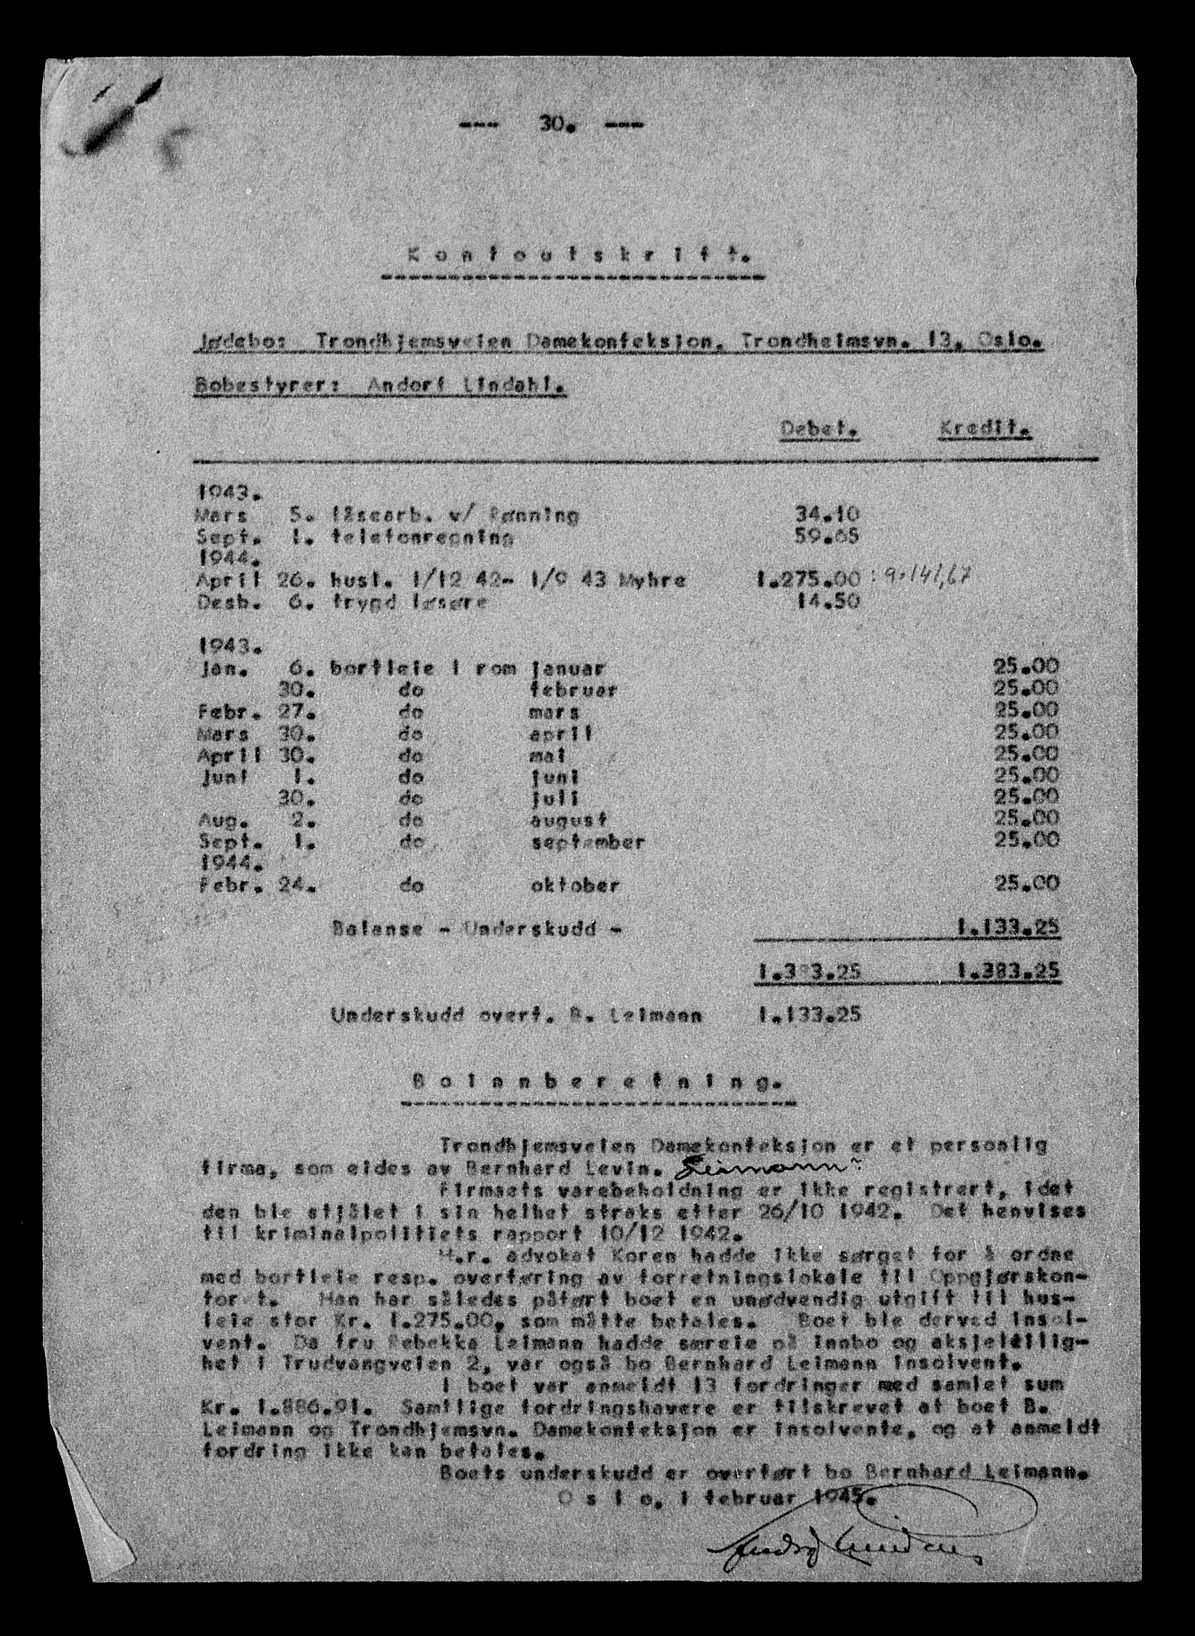 --- 30. ---
Kontoutskrift.
Jødebo: Trondhjemsveien Damekonfeksjon, Trondheimsvn. 13, Oslo.
Bobestyrer: Andorf Lindahl.
Debet. Kredit.
1943.
Mars 5. låsearb. v/ Rønning 34.10
Sept. 1. telefonregning 59.65
1944.
April 26. husl. 1/12 42- 1/9 43 Myhre 1.275.00 : 9 = 141,67
Desb. 6. trygd løsøre 14.50
1943.
Jan. 6. bortleie 1 rom januar 25.00
30. do februar 25.00
Febr. 27. do mars 25.00
Mars 30. do april 25.00
April 30. do mai 25.00
Juni 1. do juni 25.00
30. do juli 25.00
Aug. 2. do august 25.00
Sept. 1. do september 25.00
1944.
Febr. 24. do oktober 25.00
Balanse - Underskudd - 1.133.25
1.383.25 1.383.25
Underskudd overf. B. Leimann 1.133.25
Boinnberetning.
Trondhjemsveien Damekonfeksjon er et personlig
firma, som eides av Bernhard Levin. Leimann?
Firmaets varebeholdning er ikke registrert, idet
den ble stjålet i sin helhet straks etter 26/10 1942. Det henvises
til kriminalpolitiets rapport 10/12 1942.
H.r. advokat Koren hadde ikke sørget for å ordne
med bortleie resp. overføring av forretningslokale til Oppgjørskon-
toret. Han har således påført boet en unødvendig utgift til hus-
leie stor Kr. 1.275.00, som måtte betales. Boet ble derved insol-
vent. Da fru Rebekka Leimann hadde særeie på innbo og aksjeleilig-
het i Trudvangveien 2, var også bo Bernhard Leimann insolvent.
I boet var anmeldt 13 fordringer med samlet sum
Kr. 1.886.91. Samtlige fordringshavere er tilskrevet at boet B.
Leimann og Trondhjemsvn. Damekonfeksjon er insolvente, og at anmeldt
fordring ikke kan betales.
Boets underskudd er overført bo Bernhard Leimann.
Oslo, 1 februar 1945.